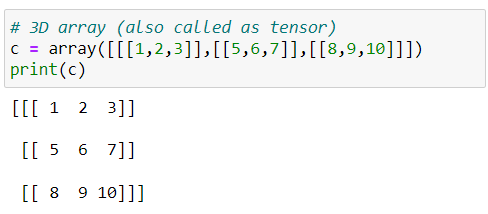 # 3D array (also called as tensor)
c = array([[[1,2,3]],[[5,6,7]],[[8,9,10]]])
print(c)
[[[ 1  2  3]]
 [[ 5  6  7]]
 [[ 8  9 10]]]